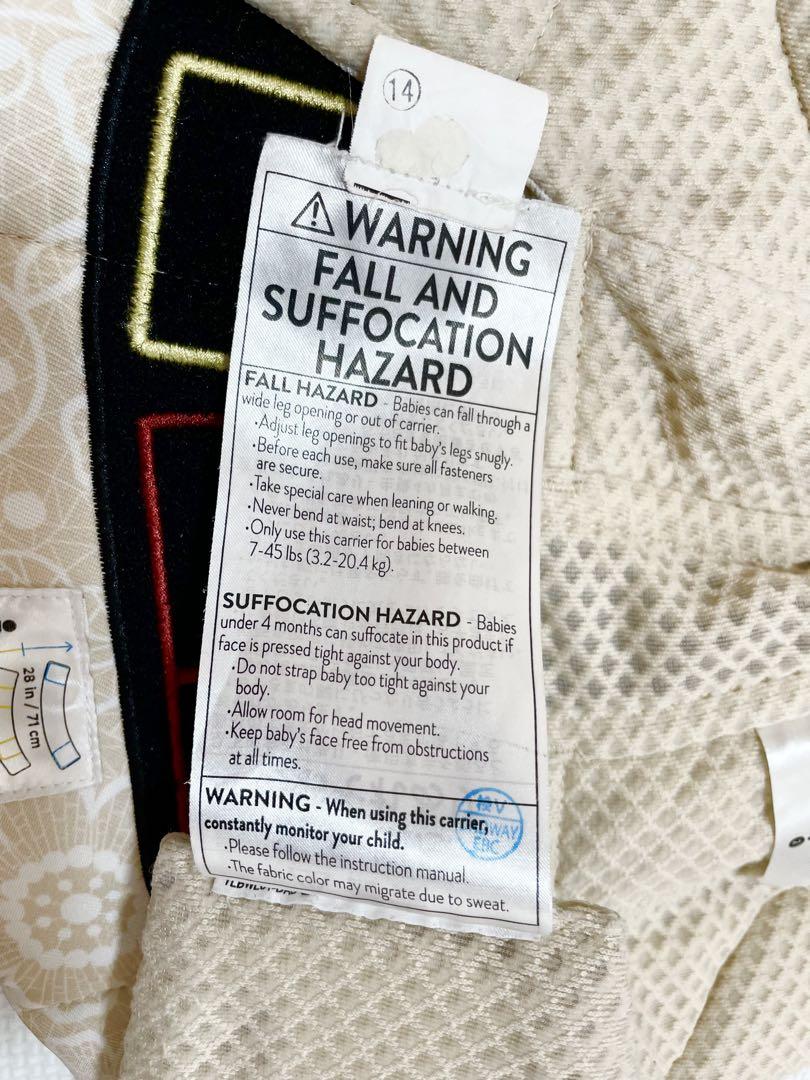 14
WARNING
FALL AND
SUFFOCATION
HAZARD
FALL HAZARD - Babies can fall through a
wide leg opening or out of carrier.
·Adjust leg openings to fit baby's legs snugly.
·Before each use, make sure all fasteners
are secure.
·Take special care when leaning or walking.
·Never bend at waist; bend at knees.
·Only use this carrier for babies between
7-45 lbs (3.2-20.4 kg).
SUFFOCATION HAZARD - Babies
under 4 months can suffocate in this product if
face is pressed tight against your body.
·Do not strap baby too tight against your
body.
·Allow room for head movement.
·Keep baby's face free from obstructions
at all times.
WARNING - When using this carrier,
constantly monitor your child.
·Please follow the instruction manual.
·The fabric color may migrate due to sweat.
検V
WAY
EBC
28 in / 71 cm